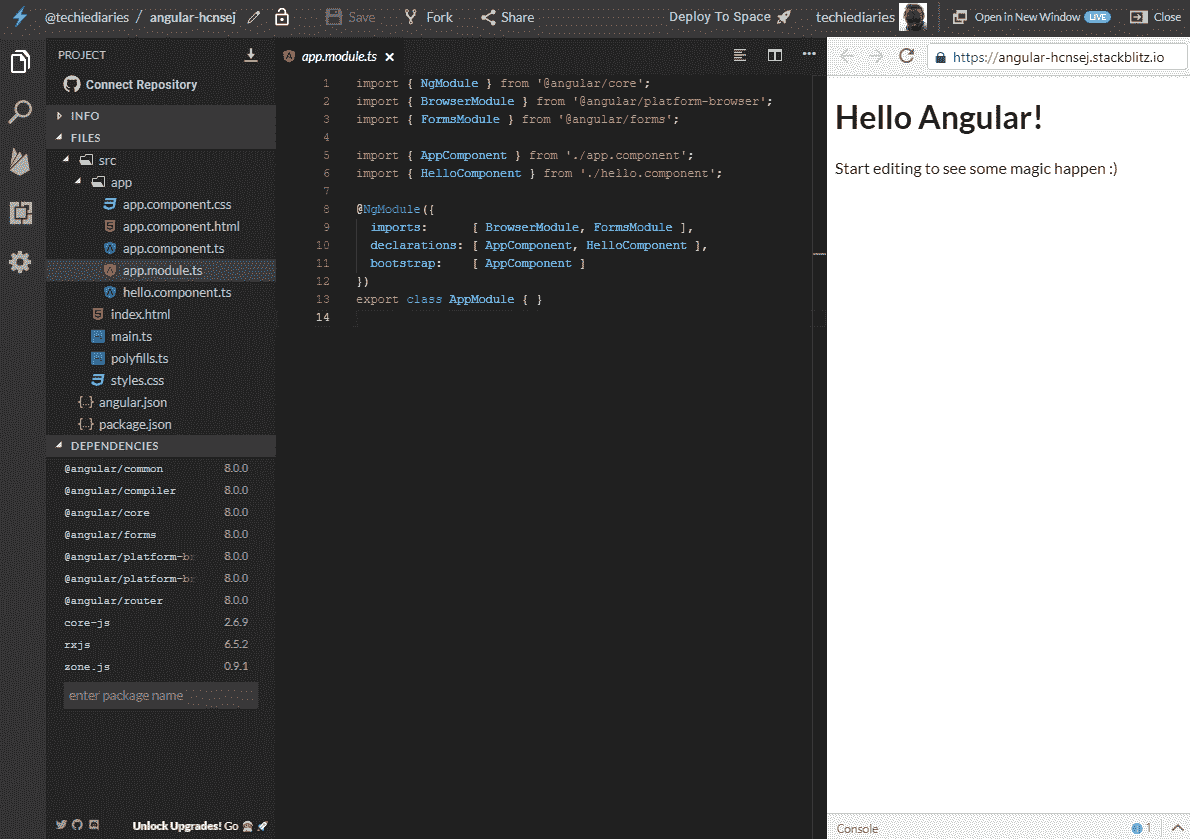 @techiediaries / angular-hcnsej Save Fork Share Deploy To Space techiediaries Open in New Window LIVE Close
PROJECT
Connect Repository
INFO
FILES
src
app
app.component.css
app.component.html
app.component.ts
app.module.ts
hello.component.ts
index.html
main.ts
polyfills.ts
styles.css
{..} angular.json
{..} package.json
DEPENDENCIES
@angular/common 8.0.0
@angular/compiler 8.0.0
@angular/core 8.0.0
@angular/forms 8.0.0
@angular/platform-br 8.0.0
@angular/platform-br 8.0.0
@angular/router 8.0.0
core-js 2.6.9
rxjs 6.5.2
zone.js 0.9.1
enter package name
Unlock Upgrades! Go
app.module.ts
1 import { NgModule } from '@angular/core';
2 import { BrowserModule } from '@angular/platform-browser';
3 import { FormsModule } from '@angular/forms';
4
5 import { AppComponent } from './app.component';
6 import { HelloComponent } from './hello.component';
7
8 @NgModule({
9 imports: [ BrowserModule, FormsModule ],
10 declarations: [ AppComponent, HelloComponent ],
11 bootstrap: [ AppComponent ]
12 })
13 export class AppModule { }
14
https://angular-hcnsej.stackblitz.io
Hello Angular!
Start editing to see some magic happen :)
Console 1